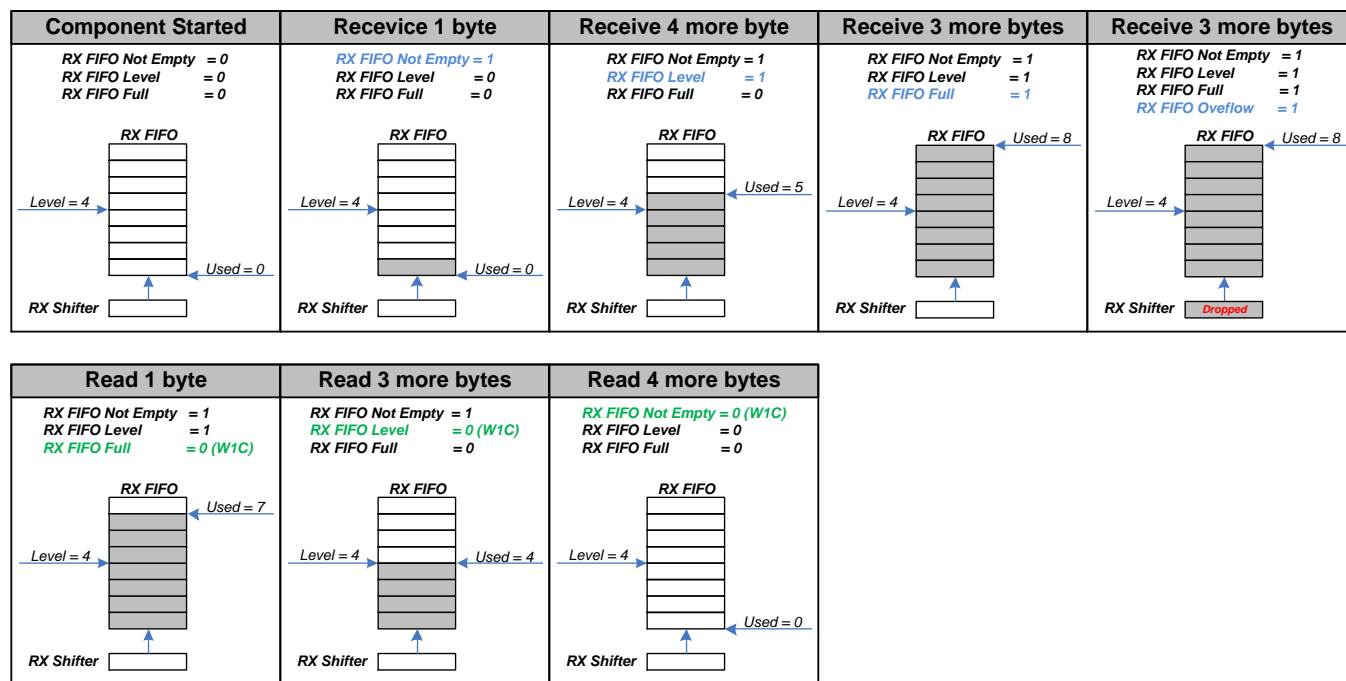 Component Started
RX FIFO Not Empty = 0
RX FIFO Level = 0
RX FIFO Full = 0
RX FIFO
Level = 4
Used = 0
RX Shifter
Recevice 1 byte
RX FIFO Not Empty = 1
RX FIFO Level = 0
RX FIFO Full = 0
RX FIFO
Level = 4
Used = 0
RX Shifter
Receive 4 more byte
RX FIFO Not Empty = 1
RX FIFO Level = 1
RX FIFO Full = 0
RX FIFO
Used = 5
Level = 4
RX Shifter
Receive 3 more bytes
RX FIFO Not Empty = 1
RX FIFO Level = 1
RX FIFO Full = 1
RX FIFO
Used = 8
Level = 4
RX Shifter
Receive 3 more bytes
RX FIFO Not Empty = 1
RX FIFO Level = 1
RX FIFO Full = 1
RX FIFO Oveflow = 1
RX FIFO
Used = 8
Level = 4
RX Shifter
Dropped
Read 1 byte
RX FIFO Not Empty = 1
RX FIFO Level = 1
RX FIFO Full = 0 (W1C)
RX FIFO
Used = 7
Level = 4
RX Shifter
Read 3 more bytes
RX FIFO Not Empty = 1
RX FIFO Level = 0 (W1C)
RX FIFO Full = 0
RX FIFO
Level = 4
Used = 4
RX Shifter
Read 4 more bytes
RX FIFO Not Empty = 0 (W1C)
RX FIFO Level = 0
RX FIFO Full = 0
RX FIFO
Level = 4
Used = 0
RX Shifter